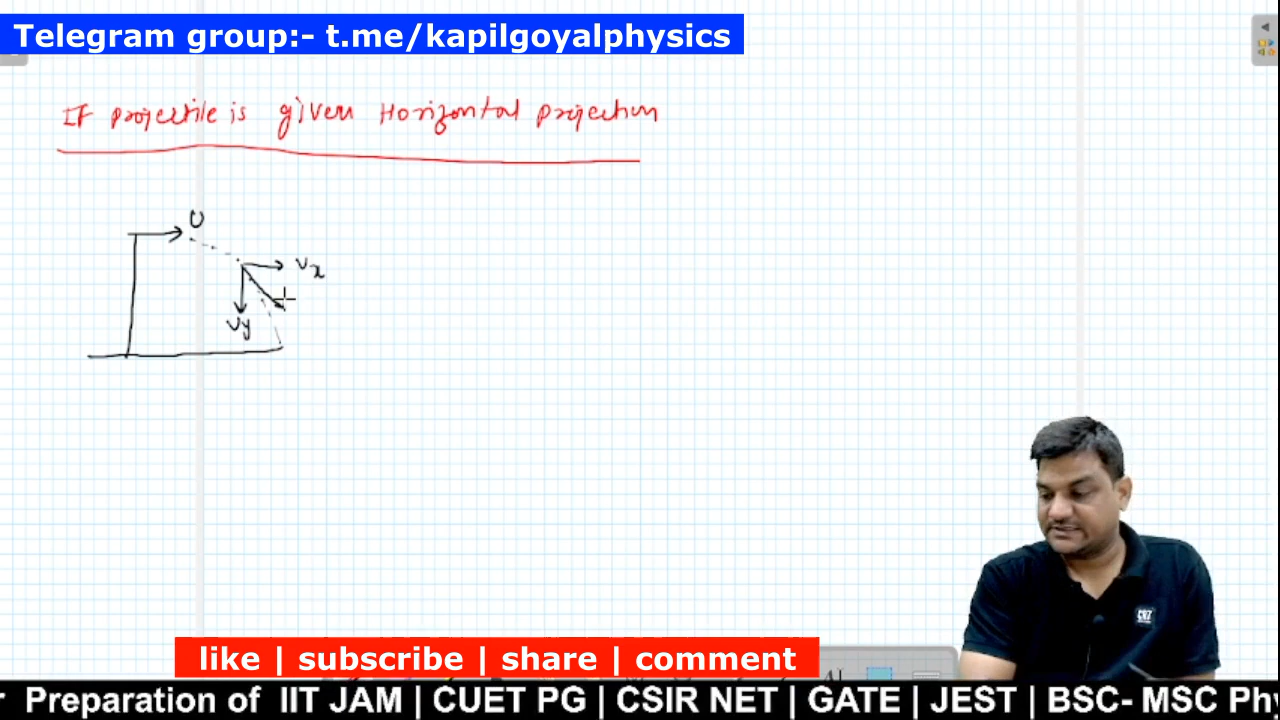 Telegram group:- t.me/kapilgoyalphysics
If projectile is given Horizontal projection
U
Vx
Vy
like | subscribe | share | comment
Preparation of IIT JAM | CUET PG | CSIR NET | GATE | JEST | BSC- MSC Phy